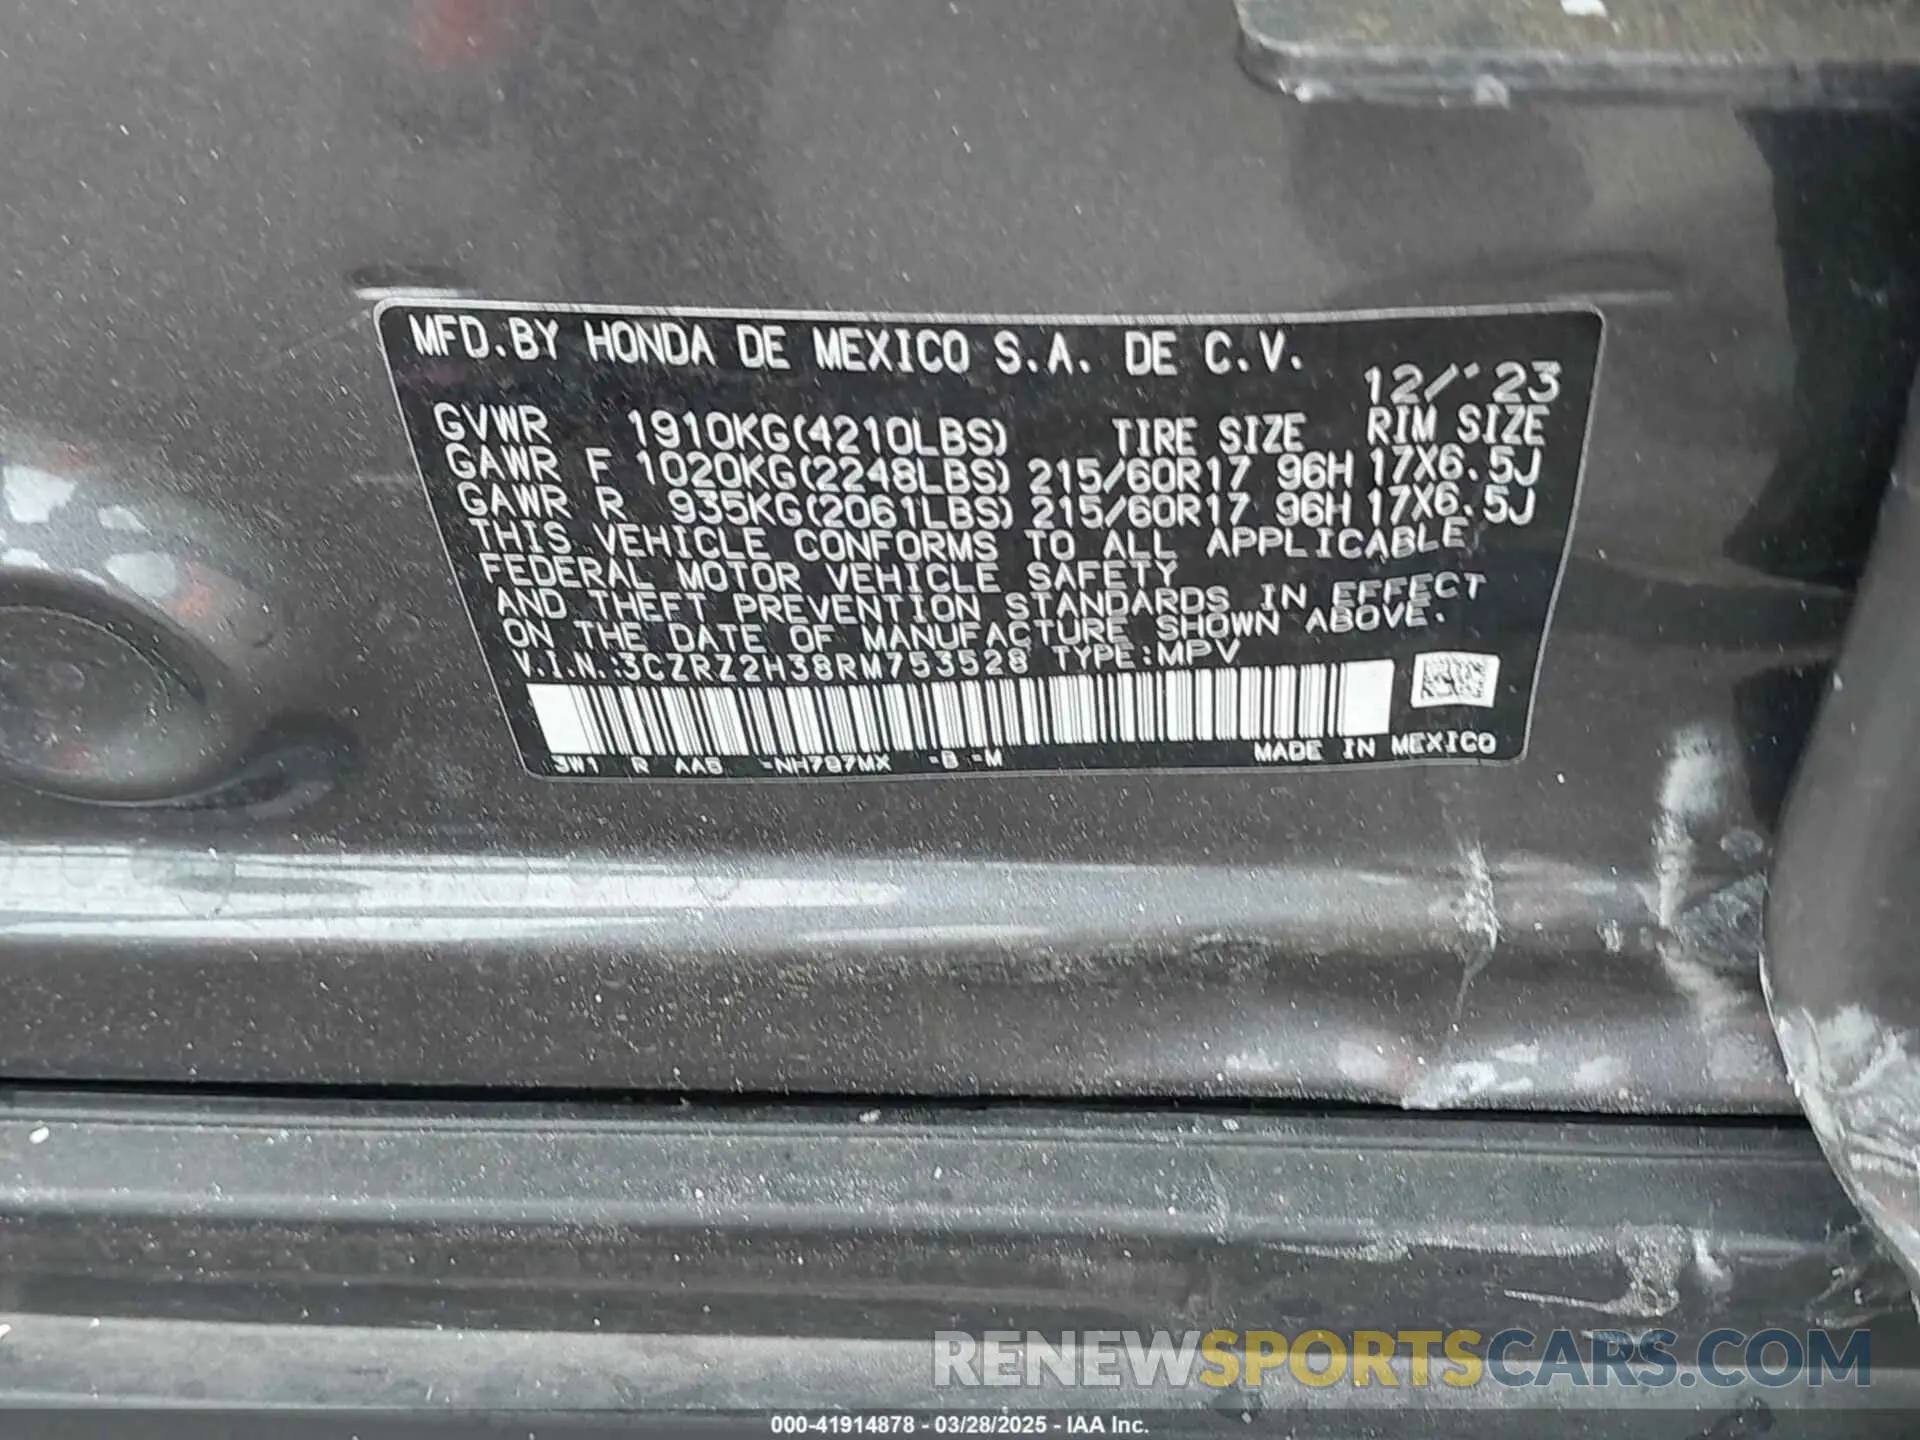 MFD.BY HONDA DE MEXICO S.A. DE C.V.
12/'23
GVWR 1910KG(4210LBS) TIRE SIZE RIM SIZE
GAWR F 1020KG(2248LBS) 215/60R17 96H 17X6.5J
GAWR R 935KG(2061LBS) 215/60R17 96H 17X6.5J
THIS VEHICLE CONFORMS TO ALL APPLICABLE
FEDERAL MOTOR VEHICLE SAFETY
AND THEFT PREVENTION STANDARDS IN EFFECT
ON THE DATE OF MANUFACTURE SHOWN ABOVE.
V.I.N.:3CZRZ2H38RM753528 TYPE:MPV
3W1 R AAB -NH797MX -B -M MADE IN MEXICO
RENEWSPORTSCARS.COM
000-41914878 - 03/28/2025 - IAA Inc.